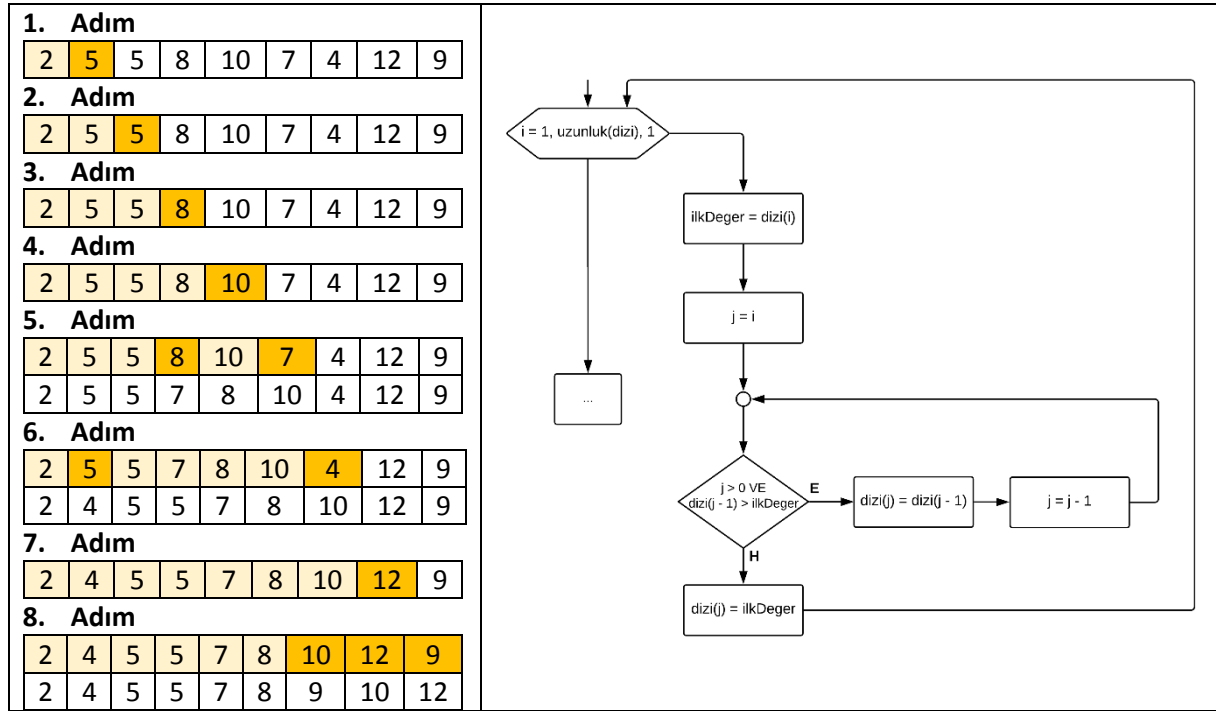 1. Adım
2 5 5 8 10 7 4 12 9
2. Adım
2 5 5 8 10 7 4 12 9
3. Adım
2 5 5 8 10 7 4 12 9
4. Adım
2 5 5 8 10 7 4 12 9
5. Adım
2 5 5 8 10 7 4 12 9
2 5 5 7 8 10 4 12 9
6. Adım
2 5 5 7 8 10 4 12 9
2 4 5 5 7 8 10 12 9
7. Adım
2 4 5 5 7 8 10 12 9
8. Adım
2 4 5 5 7 8 10 12 9
2 4 5 5 7 8 9 10 12
i = 1, uzunluk(dizi), 1
ilkDeger = dizi(i)
j = i
...
j > 0 VE
dizi(j - 1) > ilkDeger
E
dizi(j) = dizi(j - 1)
j = j - 1
H
dizi(j) = ilkDeger